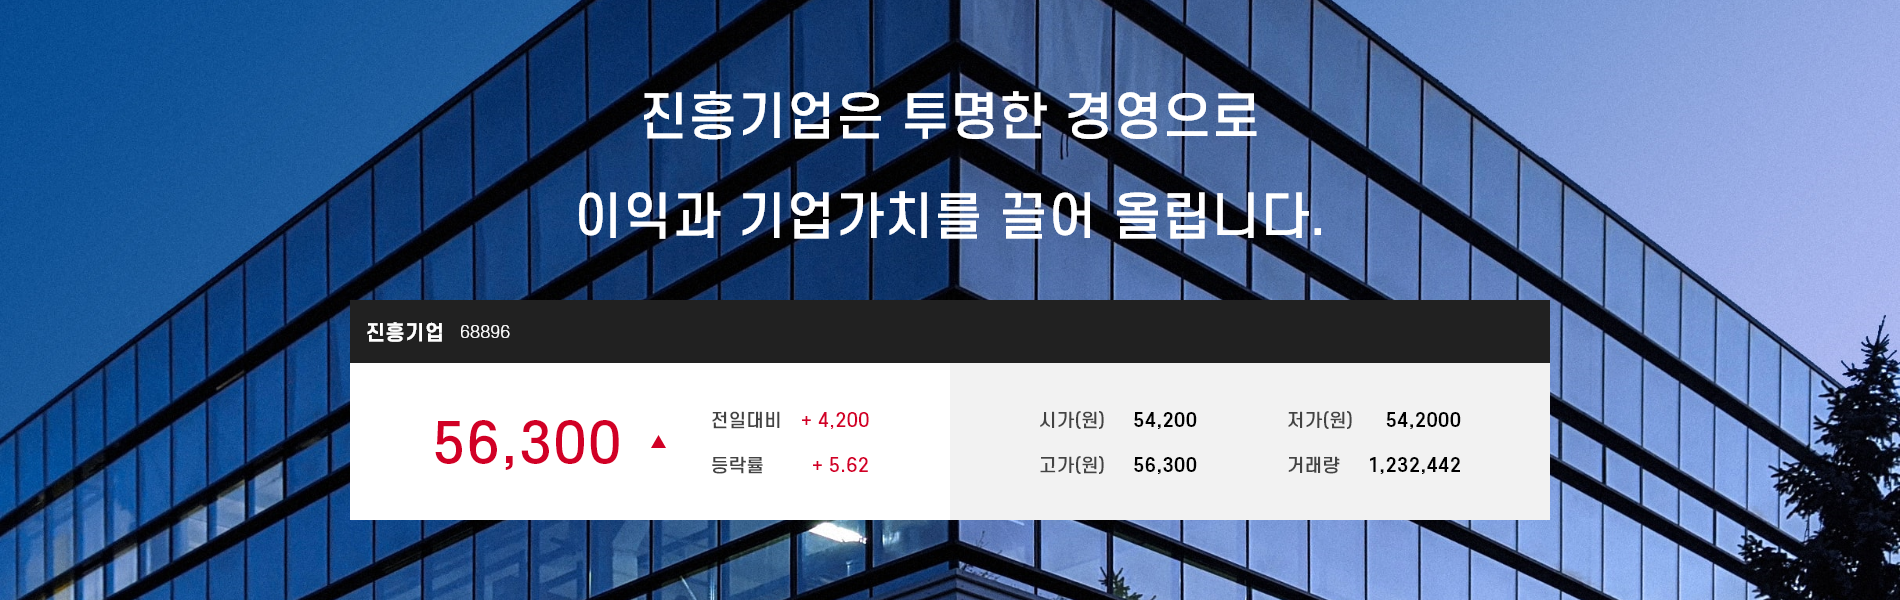 진흥기업은 투명한 경영으로
이익과 기업가치를 끌어 올립니다.
진흥기업 68896
56,300 ▲
전일대비 + 4,200
등락률 + 5.62
시가(원) 54,200 저가(원) 54,2000
고가(원) 56,300 거래량 1,232,442